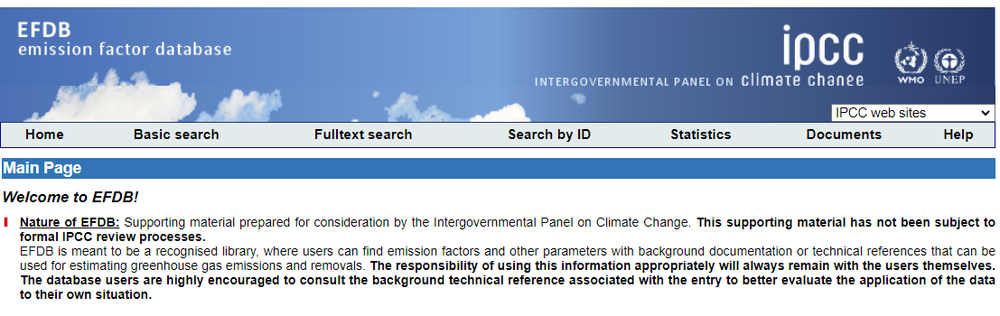 EFDB
emission factor database
ipcc
INTERGOVERNMENTAL PANEL ON climate change
WMO UNEP
IPCC web sites
Home Basic search Fulltext search Search by ID Statistics Documents Help
Main Page
Welcome to EFDB!
Nature of EFDB: Supporting material prepared for consideration by the Intergovernmental Panel on Climate Change. This supporting material has not been subject to
formal IPCC review processes.
EFDB is meant to be a recognised library, where users can find emission factors and other parameters with background documentation or technical references that can be
used for estimating greenhouse gas emissions and removals. The responsibility of using this information appropriately will always remain with the users themselves.
The database users are highly encouraged to consult the background technical reference associated with the entry to better evaluate the application of the data
to their own situation.